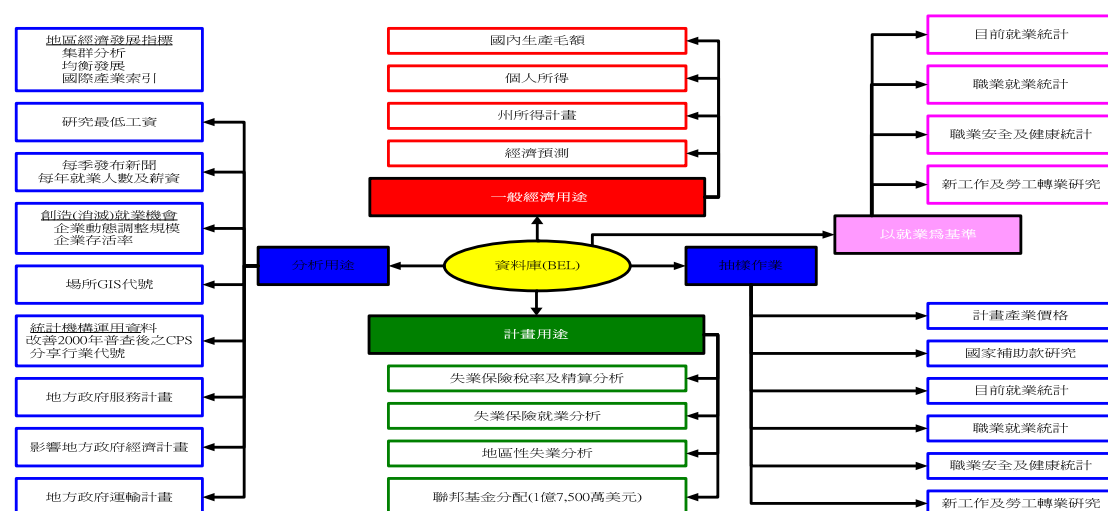 地區經濟發展指標
集群分析
均衡發展
國際產業索引
研究最低工資
每季發布新聞
每年就業人數及薪資
創造(消滅)就業機會
企業動態調整規模
企業存活率
場所GIS代號
統計機構運用資料
改善2000年普查後之CPS
分享行業代號
地方政府服務計畫
影響地方政府經濟計畫
地方政府運輸計畫
分析用途
國內生產毛額
個人所得
州所得計畫
經濟預測
一般經濟用途
資料庫(BEL)
計畫用途
失業保險稅率及精算分析
失業保險就業分析
地區性失業分析
聯邦基金分配(1億7,500萬美元)
目前就業統計
職業就業統計
職業安全及健康統計
新工作及勞工轉業研究
以就業為基準
抽樣作業
計畫產業價格
國家補助款研究
目前就業統計
職業就業統計
職業安全及健康統計
新工作及勞工轉業研究